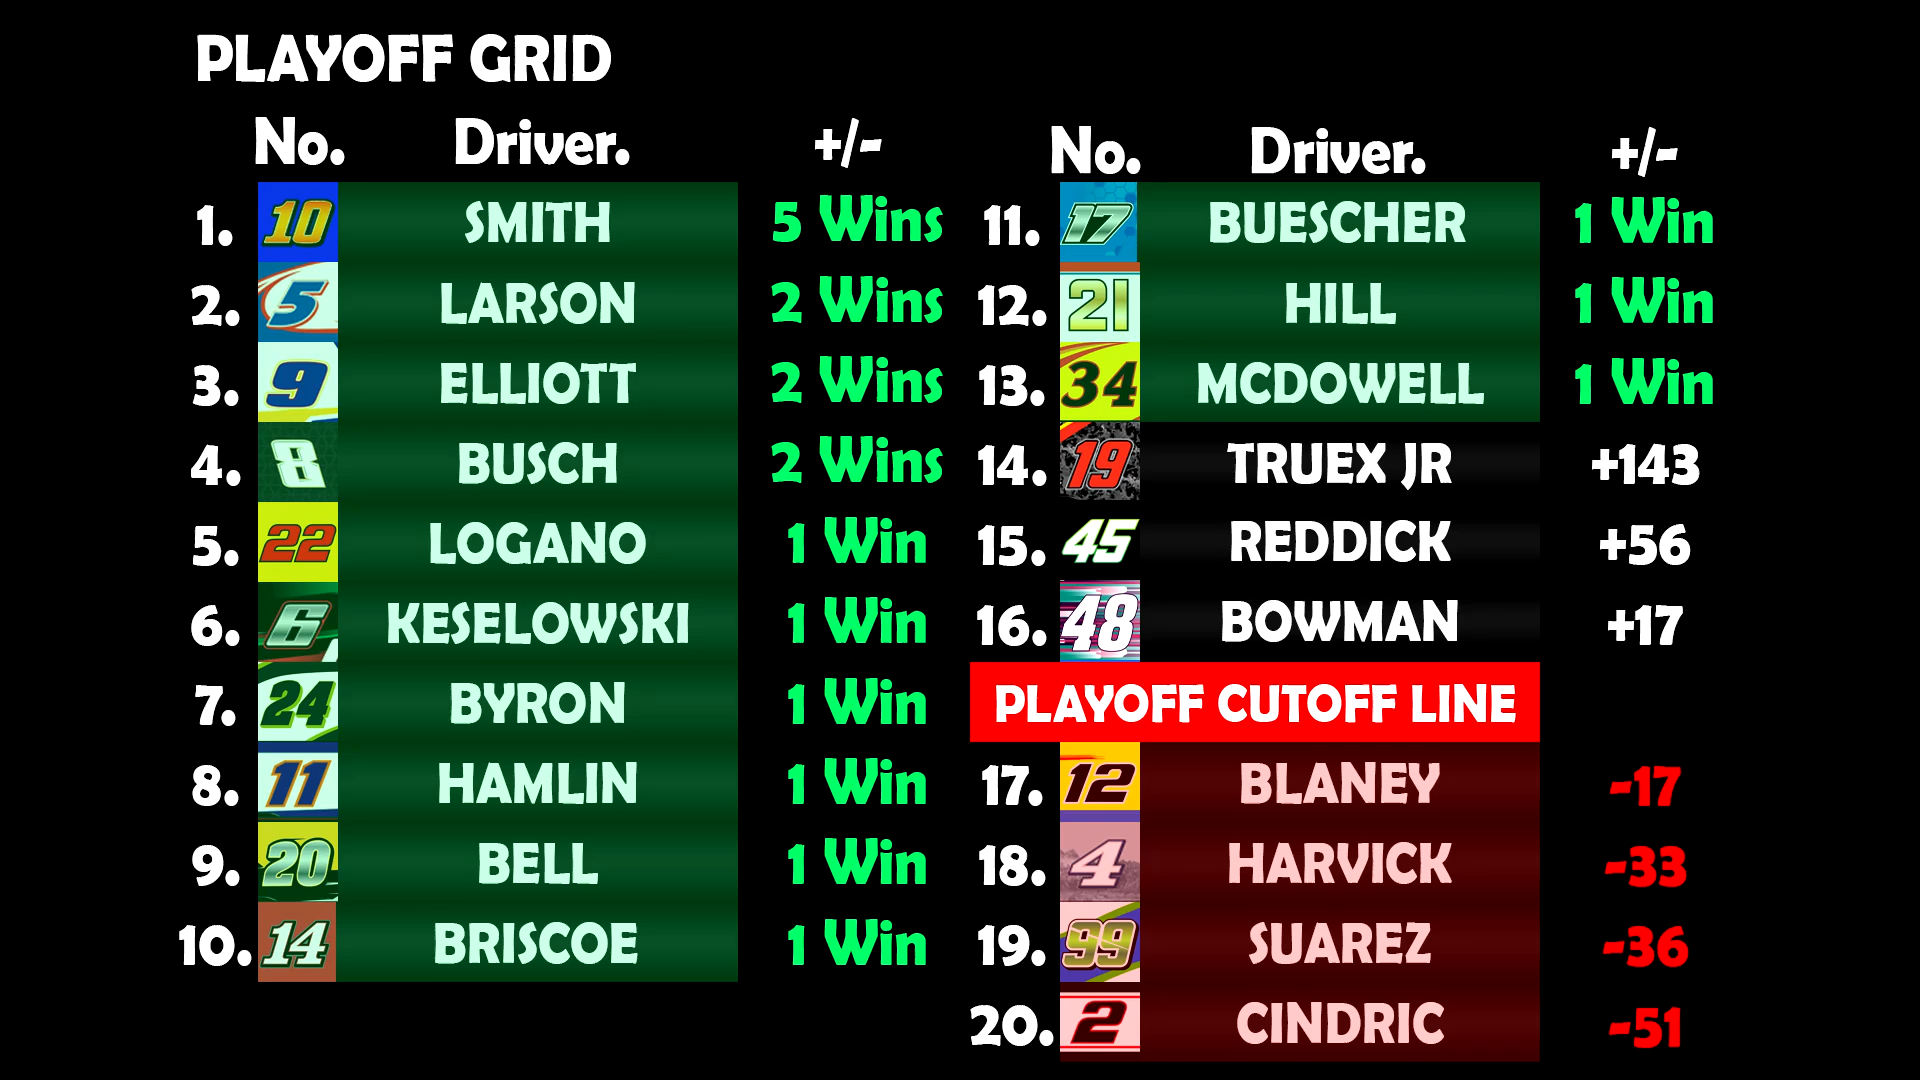 PLAYOFF GRID
No. Driver. +/-
1. 10 SMITH 5 Wins
2. 5 LARSON 2 Wins
3. 9 ELLIOTT 2 Wins
4. 8 BUSCH 2 Wins
5. 22 LOGANO 1 Win
6. 6 KESELOWSKI 1 Win
7. 24 BYRON 1 Win
8. 11 HAMLIN 1 Win
9. 20 BELL 1 Win
10. 14 BRISCOE 1 Win
No. Driver. +/-
11. 17 BUESCHER 1 Win
12. 21 HILL 1 Win
13. 34 MCDOWELL 1 Win
14. 19 TRUEX JR +143
15. 45 REDDICK +56
16. 48 BOWMAN +17
PLAYOFF CUTOFF LINE
17. 12 BLANEY -17
18. 4 HARVICK -33
19. 99 SUAREZ -36
20. 2 CINDRIC -51